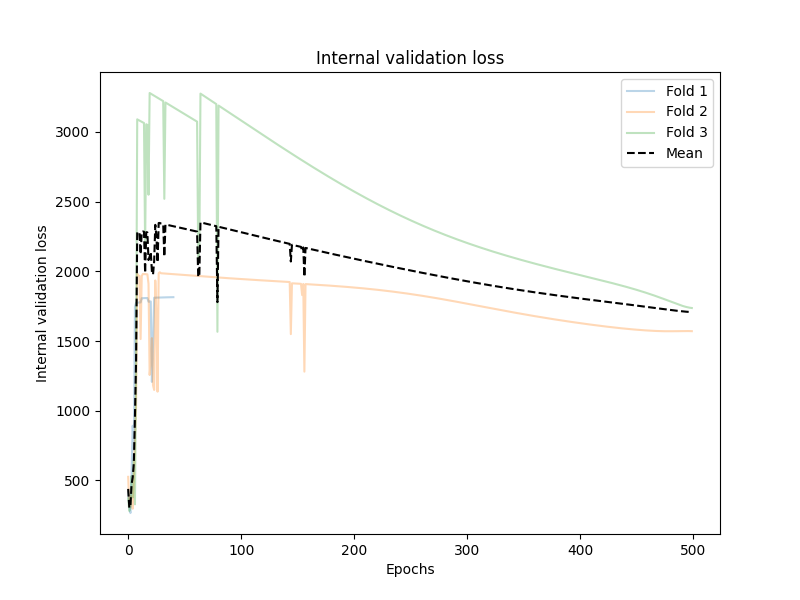 Internal validation loss
Fold 1
Fold 2
Fold 3
Mean
Internal validation loss
3000
2500
2000
1500
1000
500
0
100
200
300
400
500
Epochs